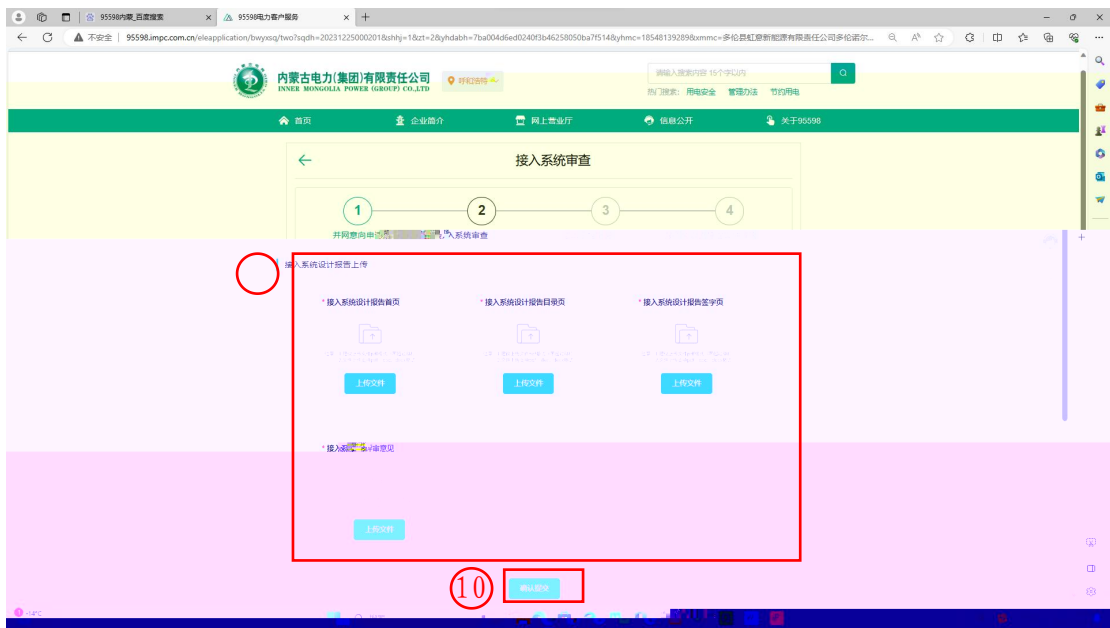 95598内蒙_百度搜索
95598电力客户服务
不安全 95598.impc.com.cn/eleapplication/bwyxsq/two?sqdh=20231225000201&shhj=1&zt=2&yhdabh=7ba004d6ed0240f3b46258050ba7f514&yhmc=18548139289&xmmc=多伦县虹意新能源有限责任公司多伦诺尔...
内蒙古电力(集团)有限责任公司
INNER MONGOLIA POWER (GROUP) CO.,LTD
呼和浩特
请输入搜索内容 15个字以内
热门搜索: 用电安全 管理办法 节约用电
首页 企业简介 网上营业厅 信息公开 关于95598
接入系统审查
1 2 3 4
并网意向申
入系统审查
接入系统设计报告上传
* 接入系统设计报告首页 * 接入系统设计报告目录页 * 接入系统设计报告签字页
上传文件 上传文件 上传文件
* 接入系
审意见
上传文件
10 确认提交
-14°C